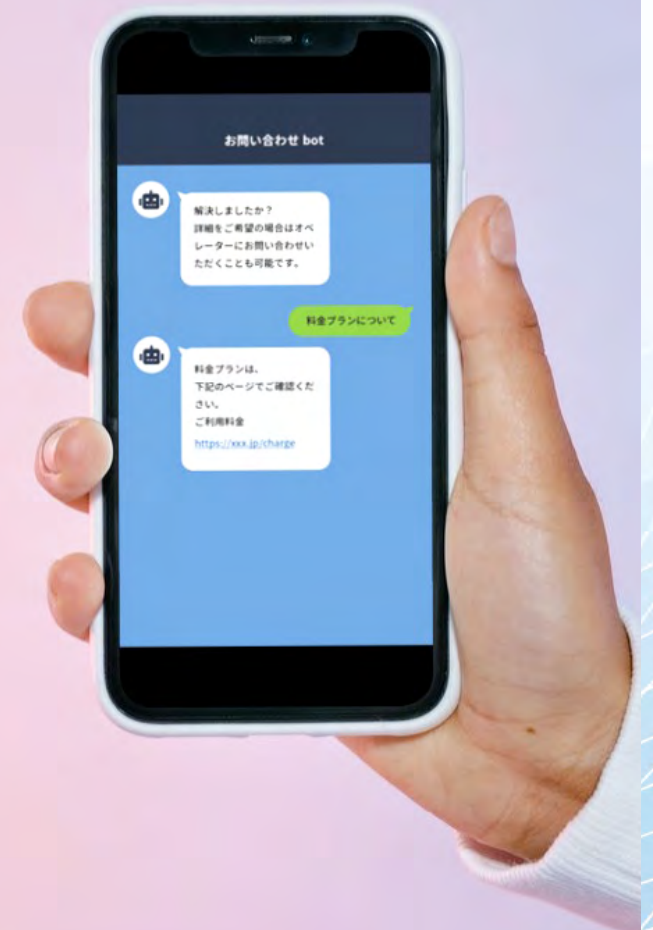 お問い合わせ bot
解決しましたか？
詳細をご希望の場合はオペ
レーターにお問い合わせい
ただくことも可能です。
料金プランについて
料金プランは、
下記のページでご確認くだ
さい。
ご利用料金
https://xxx.jp/charge